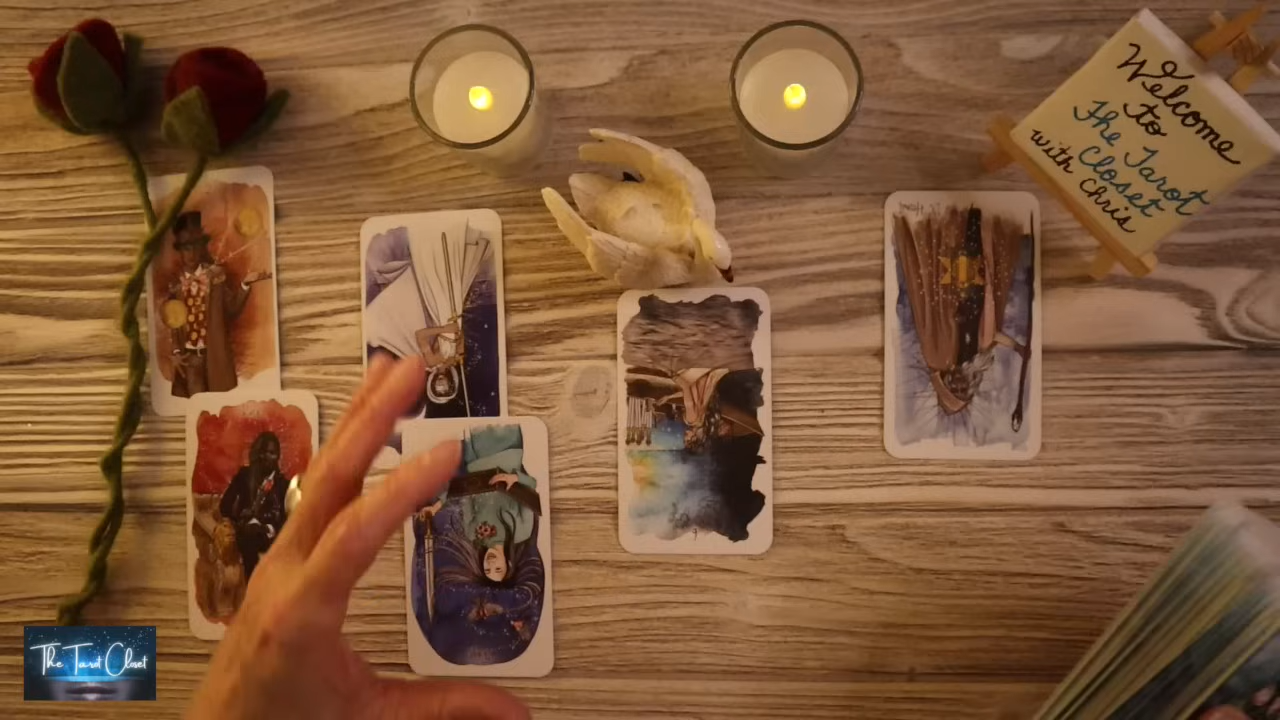 Welcome
to
The Tarot
Closet
with Chris
The Tarot Closet